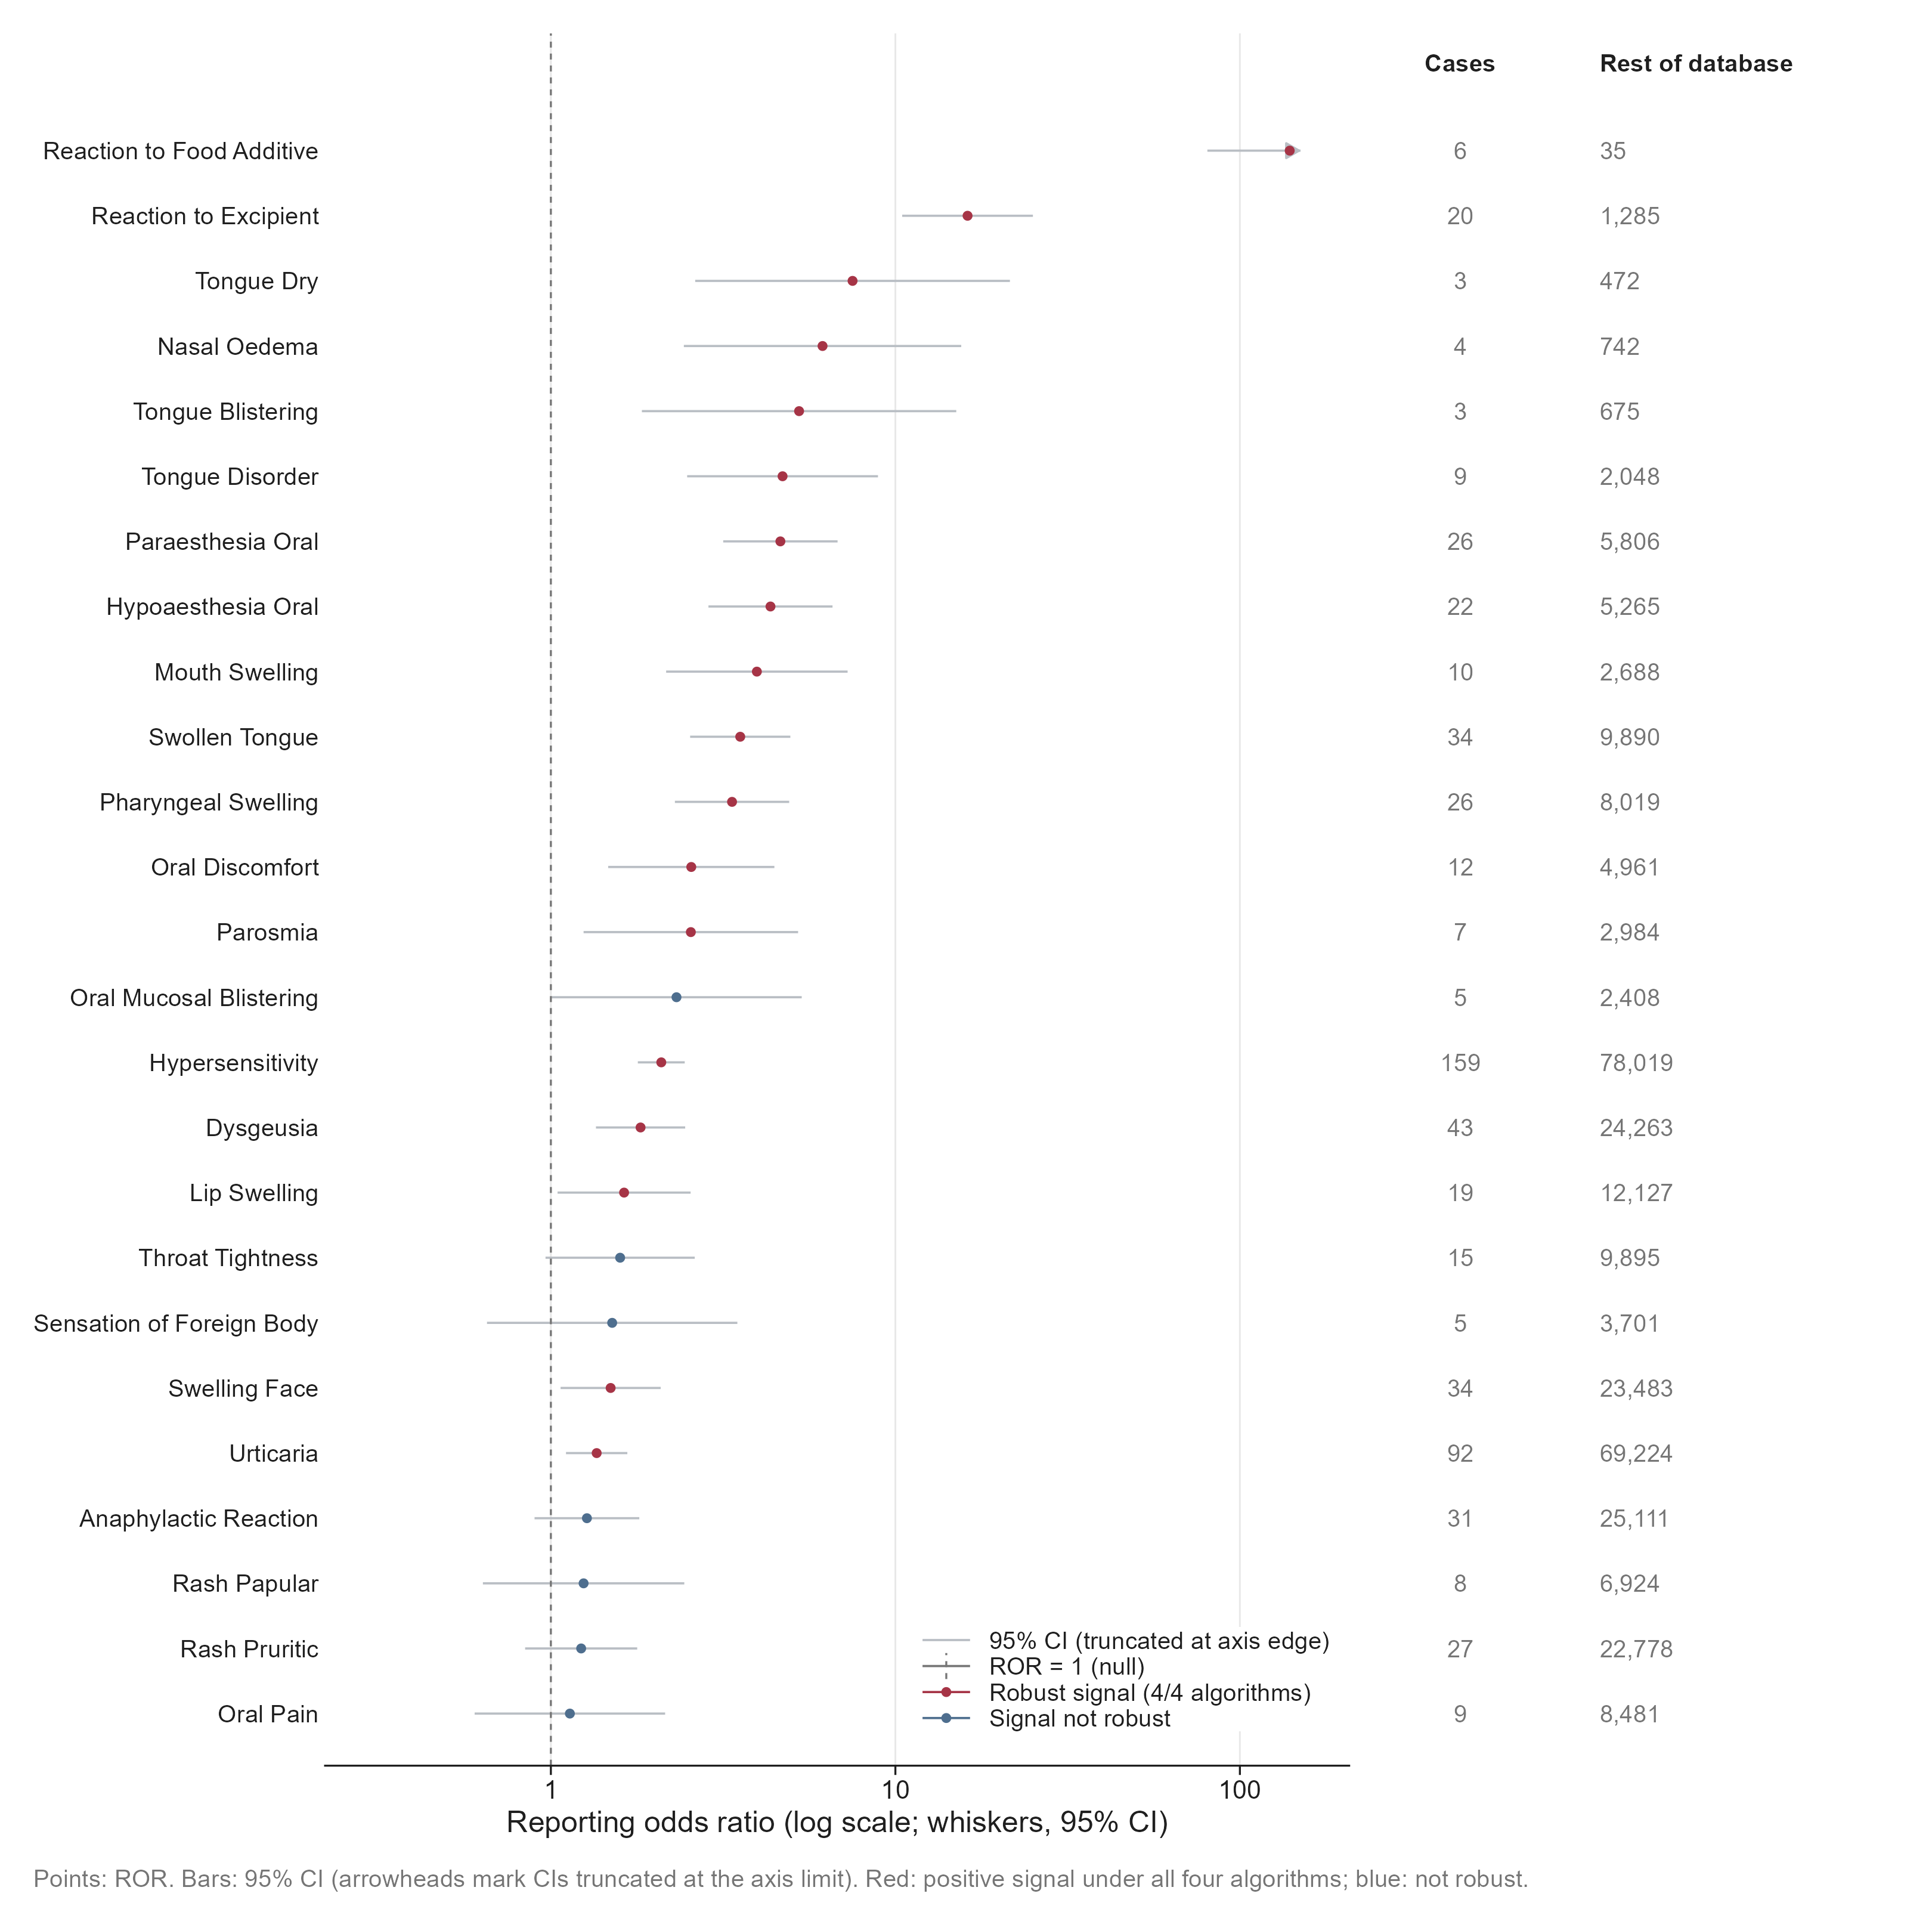 Cases Rest of database
Reaction to Food Additive 6 35
Reaction to Excipient 20 1,285
Tongue Dry 3 472
Nasal Oedema 4 742
Tongue Blistering 3 675
Tongue Disorder 9 2,048
Paraesthesia Oral 26 5,806
Hypoaesthesia Oral 22 5,265
Mouth Swelling 10 2,688
Swollen Tongue 34 9,890
Pharyngeal Swelling 26 8,019
Oral Discomfort 12 4,961
Parosmia 7 2,984
Oral Mucosal Blistering 5 2,408
Hypersensitivity 159 78,019
Dysgeusia 43 24,263
Lip Swelling 19 12,127
Throat Tightness 15 9,895
Sensation of Foreign Body 5 3,701
Swelling Face 34 23,483
Urticaria 92 69,224
Anaphylactic Reaction 31 25,111
Rash Papular 8 6,924
Rash Pruritic 27 22,778
Oral Pain 9 8,481
95% CI (truncated at axis edge)
ROR = 1 (null)
Robust signal (4/4 algorithms)
Signal not robust
1 10 100
Reporting odds ratio (log scale; whiskers, 95% CI)
Points: ROR. Bars: 95% CI (arrowheads mark CIs truncated at the axis limit). Red: positive signal under all four algorithms; blue: not robust.